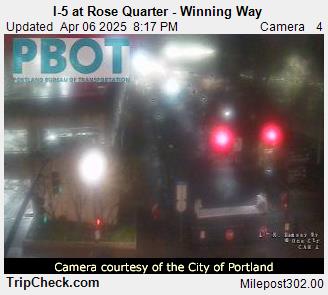 I-5 at Rose Quarter - Winning Way
Updated Apr 06 2025 8:17 PM Camera 4
PBOT
PORTLAND BUREAU OF TRANSPORTATION
Camera courtesy of the City of Portland
TripCheck.com Milepost302.00